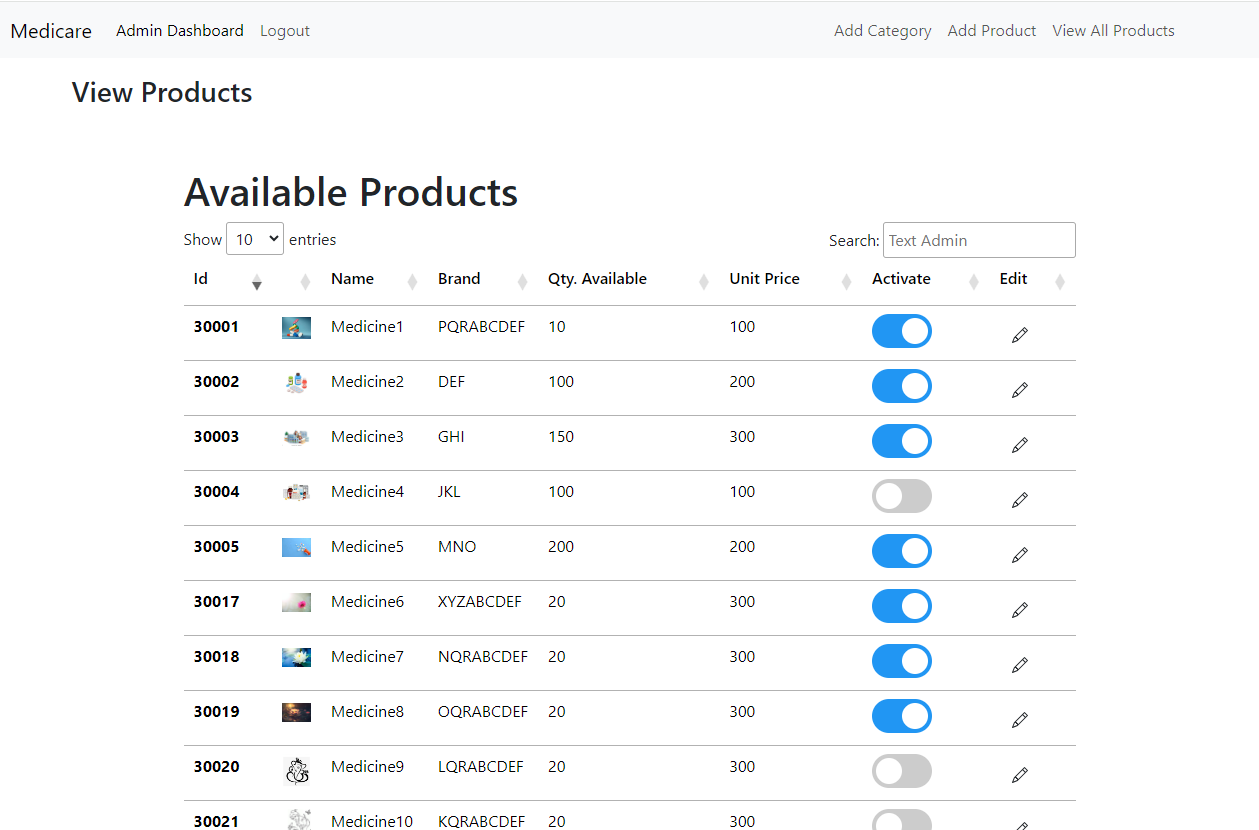 Medicare Admin Dashboard Logout Add Category Add Product View All Products
View Products
Available Products
Show 10 entries Search: Text Admin
Id Name Brand Qty. Available Unit Price Activate Edit
30001 Medicine1 PQRABCDEF 10 100
30002 Medicine2 DEF 100 200
30003 Medicine3 GHI 150 300
30004 Medicine4 JKL 100 100
30005 Medicine5 MNO 200 200
30017 Medicine6 XYZABCDEF 20 300
30018 Medicine7 NQRABCDEF 20 300
30019 Medicine8 OQRABCDEF 20 300
30020 Medicine9 LQRABCDEF 20 300
30021 Medicine10 KQRABCDEF 20 300